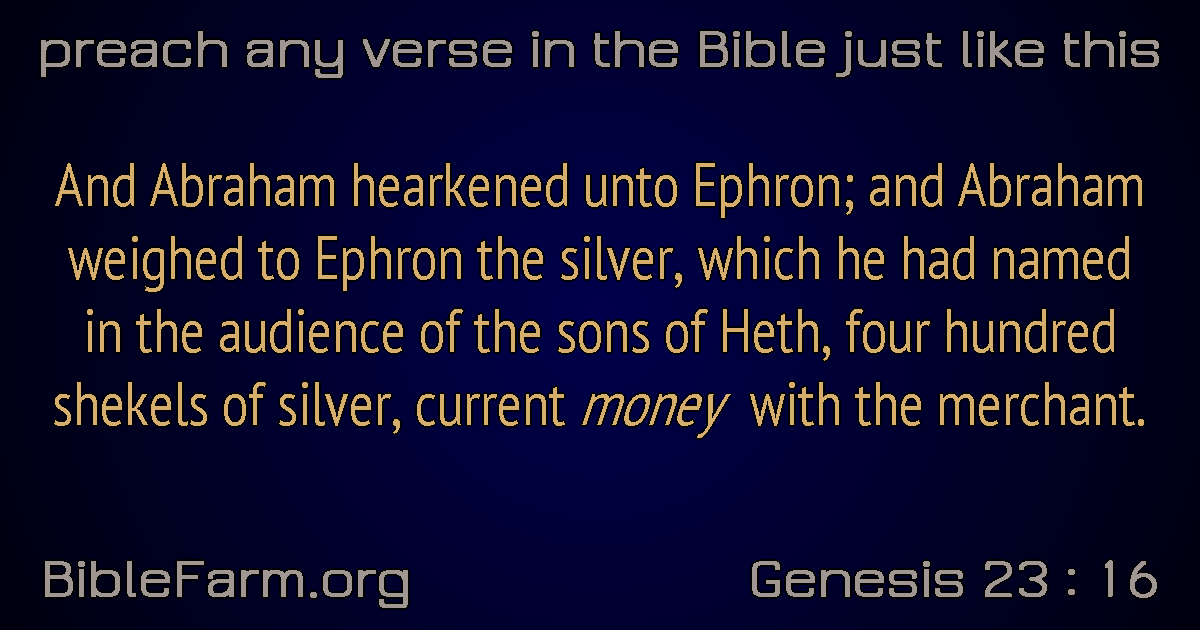 preach any verse in the Bible just like this
And Abraham hearkened unto Ephron; and Abraham
weighed to Ephron the silver, which he had named
in the audience of the sons of Heth, four hundred
shekels of silver, current money with the merchant.
BibleFarm.org
Genesis 23 : 16